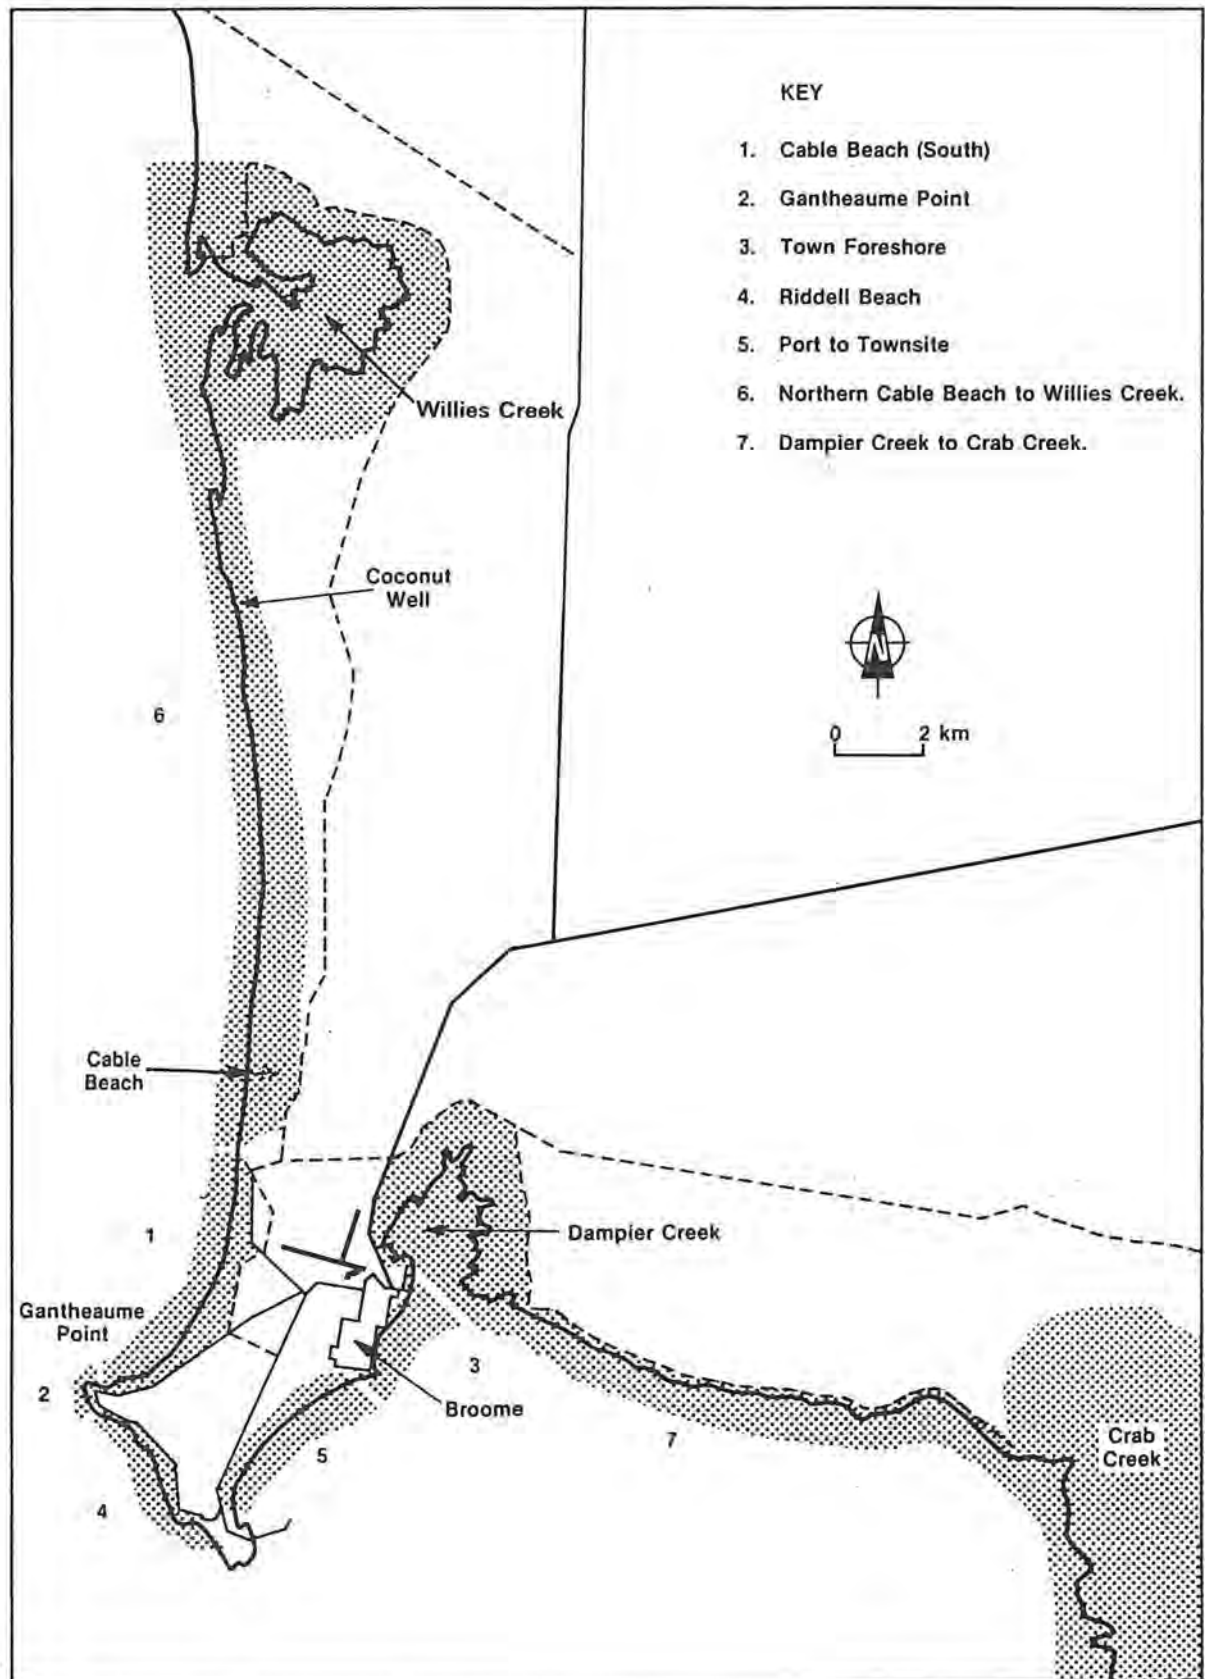 KEY
1. Cable Beach (South)
2. Gantheaume Point
3. Town Foreshore
4. Riddell Beach
5. Port to Townsite
6. Northern Cable Beach to Willies Creek.
7. Dampier Creek to Crab Creek.
Willies Creek
Coconut
Well
N
0 2 km
6
Cable
Beach
1
Dampier Creek
Gantheaume
Point
2
3
Broome
5
7
Crab
Creek
4